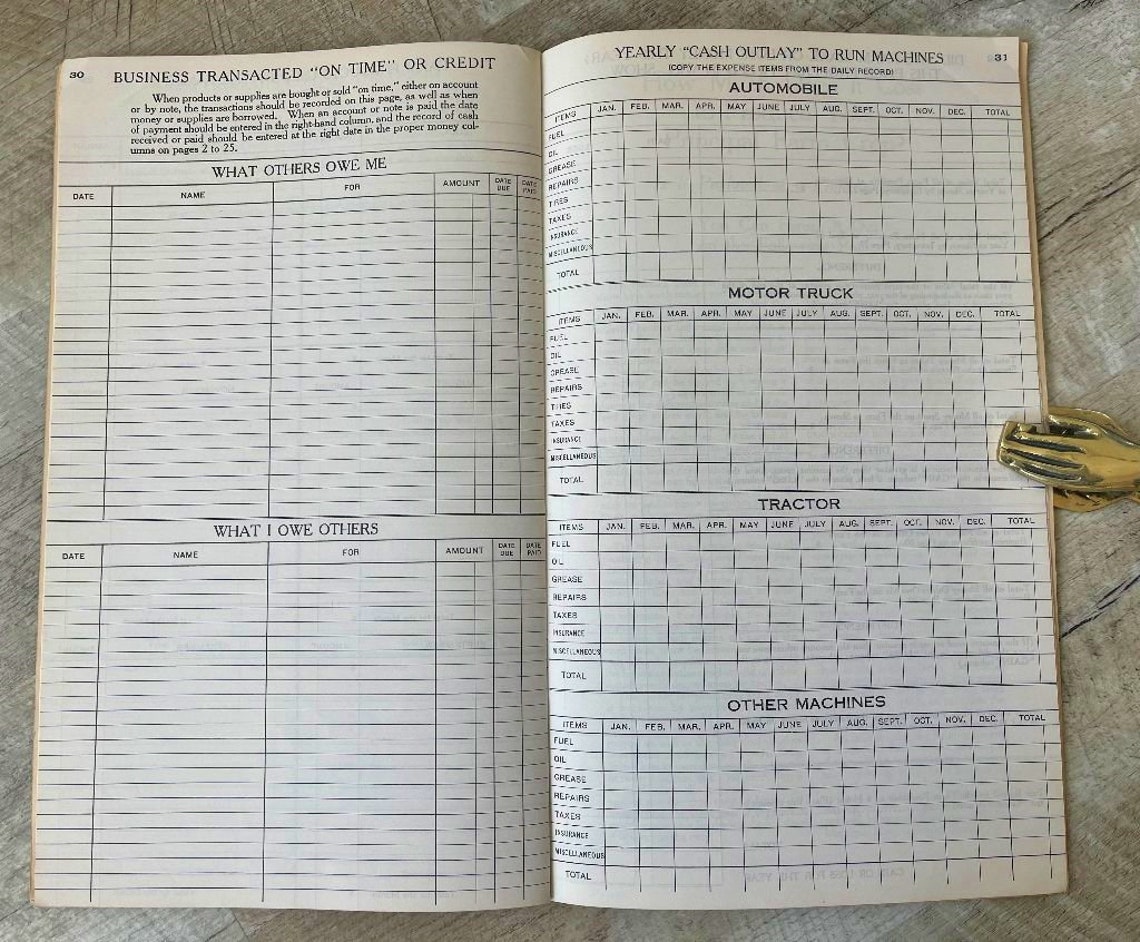 30
BUSINESS TRANSACTED "ON TIME" OR CREDIT
When products or supplies are bought or sold "on time," either on account
or by note, the transactions should be recorded on this page, as well as when
money or supplies are borrowed. When an account or note is paid the date
of payment should be entered in the right-hand column, and the record of cash
received or paid should be entered at the right date in the proper money col-
umns on pages 2 to 25.
WHAT OTHERS OWE ME
DATE NAME FOR AMOUNT DATE DUE DATE PAID
WHAT I OWE OTHERS
DATE NAME FOR AMOUNT DATE DUE DATE PAID
YEARLY "CASH OUTLAY" TO RUN MACHINES 31
(COPY THE EXPENSE ITEMS FROM THE DAILY RECORD)
AUTOMOBILE
ITEMS JAN. FEB. MAR. APR. MAY JUNE JULY AUG. SEPT. OCT. NOV. DEC. TOTAL
FUEL
OIL
GREASE
REPAIRS
TIRES
TAXES
INSURANCE
MISCELLANEOUS
TOTAL
MOTOR TRUCK
ITEMS JAN. FEB. MAR. APR. MAY JUNE JULY AUG. SEPT. OCT. NOV. DEC. TOTAL
FUEL
OIL
GREASE
REPAIRS
TIRES
TAXES
INSURANCE
MISCELLANEOUS
TOTAL
TRACTOR
ITEMS JAN. FEB. MAR. APR. MAY JUNE JULY AUG. SEPT. OCT. NOV. DEC. TOTAL
FUEL
OIL
GREASE
REPAIRS
TAXES
INSURANCE
MISCELLANEOUS
TOTAL
OTHER MACHINES
ITEMS JAN. FEB. MAR. APR. MAY JUNE JULY AUG. SEPT. OCT. NOV. DEC. TOTAL
FUEL
OIL
GREASE
REPAIRS
TAXES
INSURANCE
MISCELLANEOUS
TOTAL